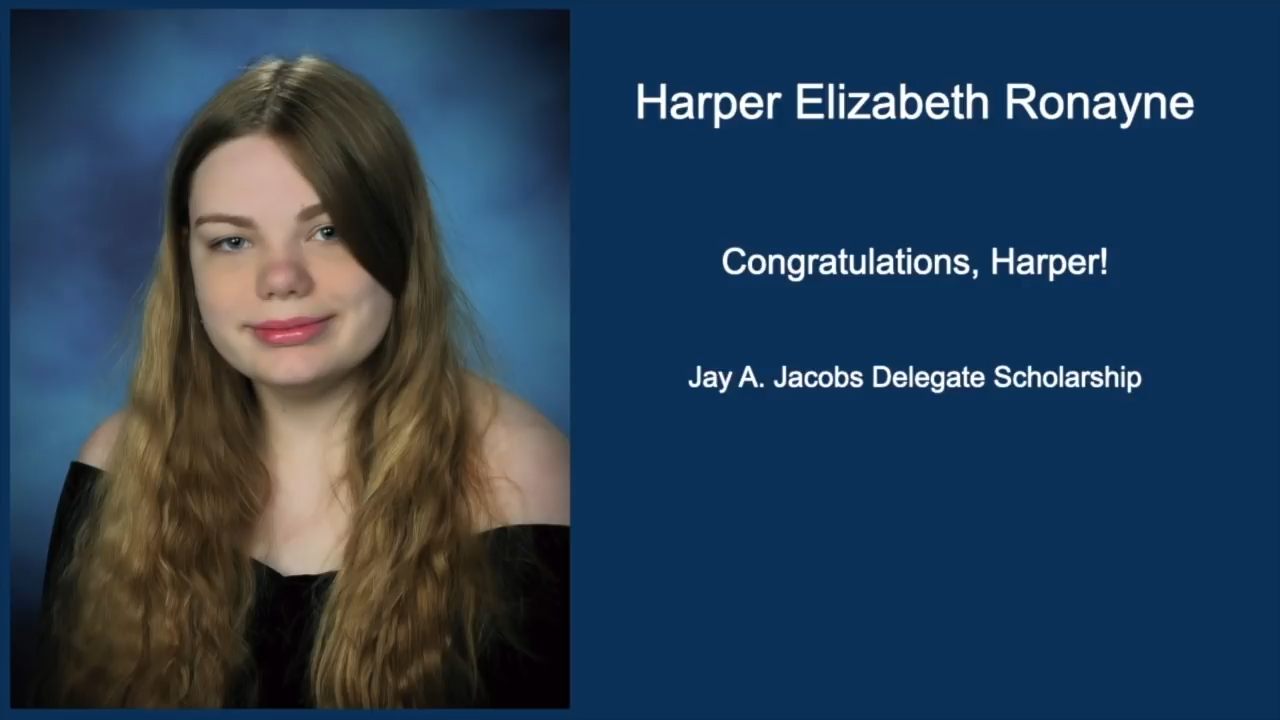 Harper Elizabeth Ronayne
Congratulations, Harper!
Jay A. Jacobs Delegate Scholarship